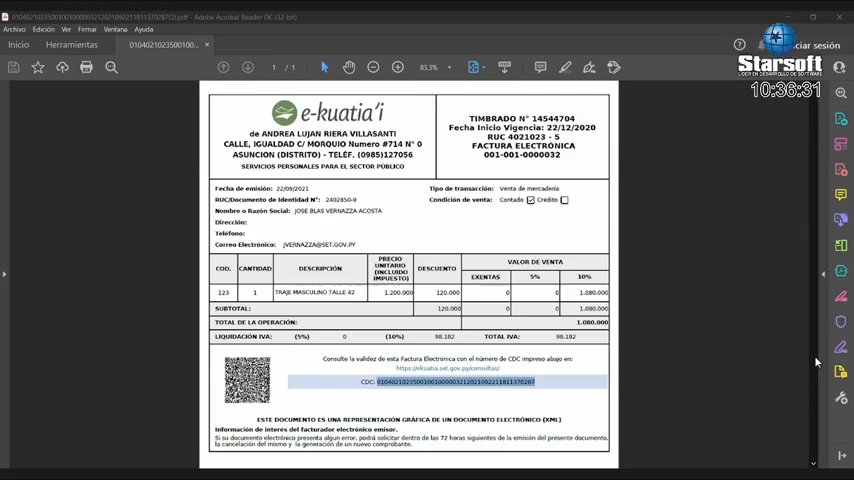 01040210235001001000003212021092211811370287(2).pdf - Adobe Acrobat Reader DC (32-bit)
Archivo Edición Ver Firmar Ventana Ayuda
Inicio Herramientas 0104021023500100... × ciar sesión
Starsoft
LIDER EN DESARROLLO DE SOFTWARE
10:36:31
1 / 1 83.3%
e-kuatia'i
de ANDREA LUJAN RIERA VILLASANTI
CALLE, IGUALDAD C/ MORQUIO Numero #714 N° 0
ASUNCION (DISTRITO) - TELÉF. (0985)127056
SERVICIOS PERSONALES PARA EL SECTOR PÚBLICO
TIMBRADO N° 14544704
Fecha Inicio Vigencia: 22/12/2020
RUC 4021023 - 5
FACTURA ELECTRÓNICA
001-001-0000032
Fecha de emisión: 22/09/2021
RUC/Documento de Identidad N°: 2402850-9
Nombre o Razón Social: JOSE BLAS VERNAZZA ACOSTA
Dirección:
Teléfono:
Correo Electrónico: JVERNAZZA@SET.GOV.PY
Tipo de transacción: Venta de mercadería
Condición de venta: Contado Crédito
COD. CANTIDAD DESCRIPCIÓN PRECIO UNITARIO (INCLUIDO IMPUESTO) DESCUENTO VALOR DE VENTA
EXENTAS 5% 10%
123 1 TRAJE MASCULINO TALLE 42 1.200.000 120.000 0 0 1.080.000
SUBTOTAL: 120.000 0 0 1.080.000
TOTAL DE LA OPERACIÓN: 1.080.000
LIQUIDACIÓN IVA: (5%) 0 (10%) 98.182 TOTAL IVA: 98.182
Consulte la validez de esta Factura Electrónica con el número de CDC impreso abajo en:
https://ekuatia.set.gov.py/consultas/
CDC: 01040210235001001000003212021092211811370287
ESTE DOCUMENTO ES UNA REPRESENTACIÓN GRÁFICA DE UN DOCUMENTO ELECTRÓNICO (XML)
Información de interés del facturador electrónico emisor.
Si su documento electrónico presenta algun error, podrá solicitar dentro de las 72 horas siguientes de la emisión del presente documento,
la cancelación del mismo y la generación de un nuevo comprobante.